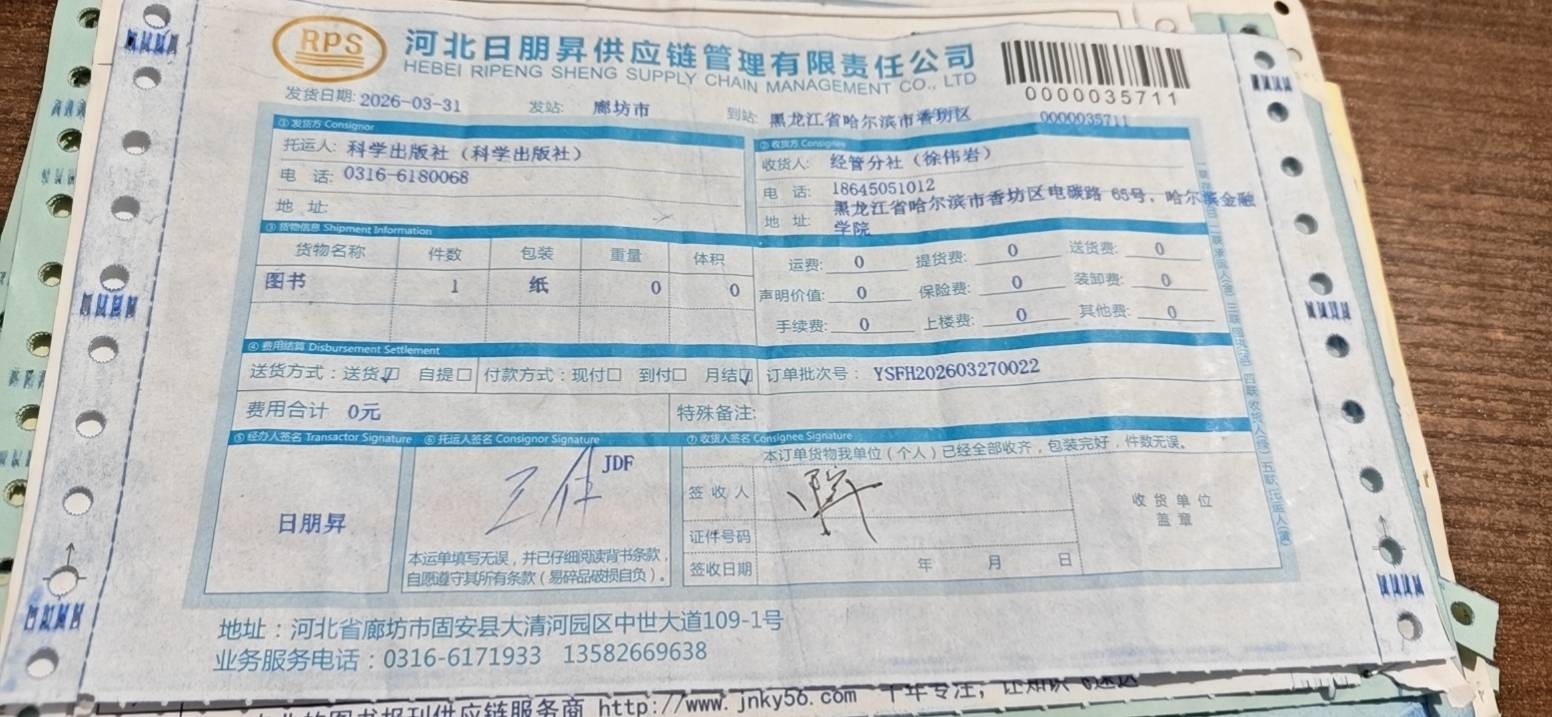 RPS
河北日朋昇供应链管理有限责任公司
HEBEI RIPENG SHENG SUPPLY CHAIN MANAGEMENT CO., LTD
0000035711
发货日期: 2026-03-31 发站: 廊坊市 到站: 黑龙江省哈尔滨市香坊区 0000035711
①发货方 Consignor
托运人: 科学出版社（科学出版社）
电 话: 0316-6180068
地 址:
②收货方 Consignee
收货人: 经管分社（徐伟岩）
电 话: 18645051012
地 址: 黑龙江省哈尔滨市香坊区电碳路 65号, 哈尔滨金融
学院
③货物信息 Shipment Information
货物名称 件数 包装 重量 体积
图书 1 纸 0 0
运费: 0 提货费: 0 送货费: 0
声明价值: 0 保险费: 0 装卸费: 0
手续费: 0 上楼费: 0 其他费: 0
④费用结算 Disbursement Settlement
送货方式：送货☑ 自提☐ 付款方式：现付☐ 到付☐ 月结☑ 订单批次号： YSFH202603270022
费用合计 0元 特殊备注:
⑤经办人签名 Transactor Signature ⑥托运人签名 Consignor Signature ⑦收货人签名 Consignee Signature
日朋昇
JDF
本运单填写无误，并已仔细阅读背书条款，
自愿遵守其所有条款（易碎品破损自负）。
本订单货物我单位（个人）已经全部收齐，包装完好，件数无误。
签收人
证件号码
签收日期 年 月 日
收货单位
盖章
地址：河北省廊坊市固安县大清河园区中世大道109-1号
业务服务电话：0316-6171933 13582669638
图书报刊供应链服务商 http://www.jnky56.com 十年专注，